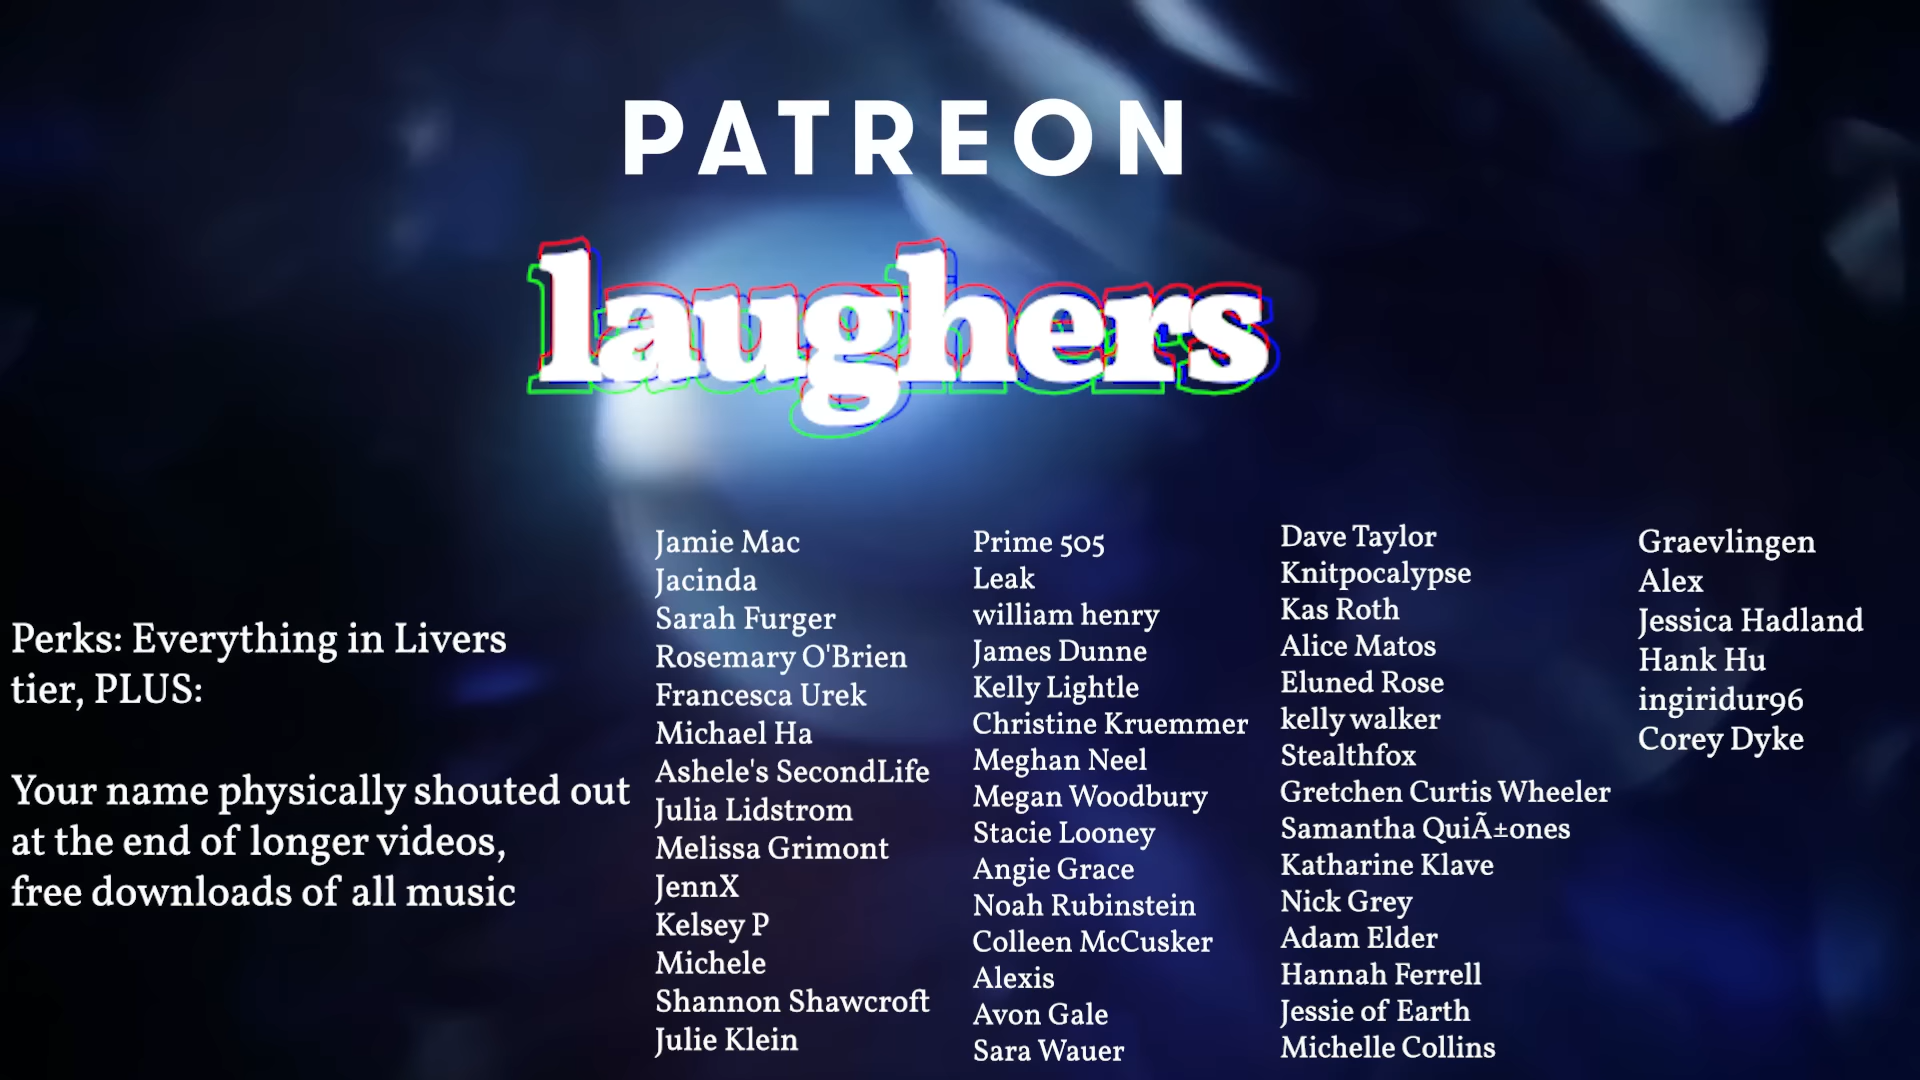 PATREON
laughers
Perks: Everything in Livers
tier, PLUS:
Your name physically shouted out
at the end of longer videos,
free downloads of all music
Jamie Mac
Jacinda
Sarah Furger
Rosemary O'Brien
Francesca Urek
Michael Ha
Ashele's SecondLife
Julia Lidstrom
Melissa Grimont
JennX
Kelsey P
Michele
Shannon Shawcroft
Julie Klein
Prime 505
Leak
william henry
James Dunne
Kelly Lightle
Christine Kruemmer
Meghan Neel
Megan Woodbury
Stacie Looney
Angie Grace
Noah Rubinstein
Colleen McCusker
Alexis
Avon Gale
Sara Wauer
Dave Taylor
Knitpocalypse
Kas Roth
Alice Matos
Eluned Rose
kelly walker
Stealthfox
Gretchen Curtis Wheeler
Samantha QuiÃ±ones
Katharine Klave
Nick Grey
Adam Elder
Hannah Ferrell
Jessie of Earth
Michelle Collins
Graevlingen
Alex
Jessica Hadland
Hank Hu
ingiridur96
Corey Dyke